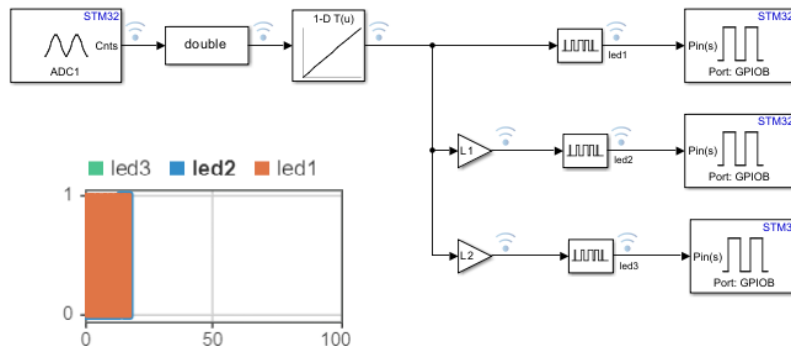 STM32
Cnts
ADC1
double
1-D T(u)
led1
STM32
Pin(s)
Port: GPIOB
L1
led2
STM32
Pin(s)
Port: GPIOB
L2
led3
STM3
Pin(s)
Port: GPIOB
led3 led2 led1
1
0
0 50 100